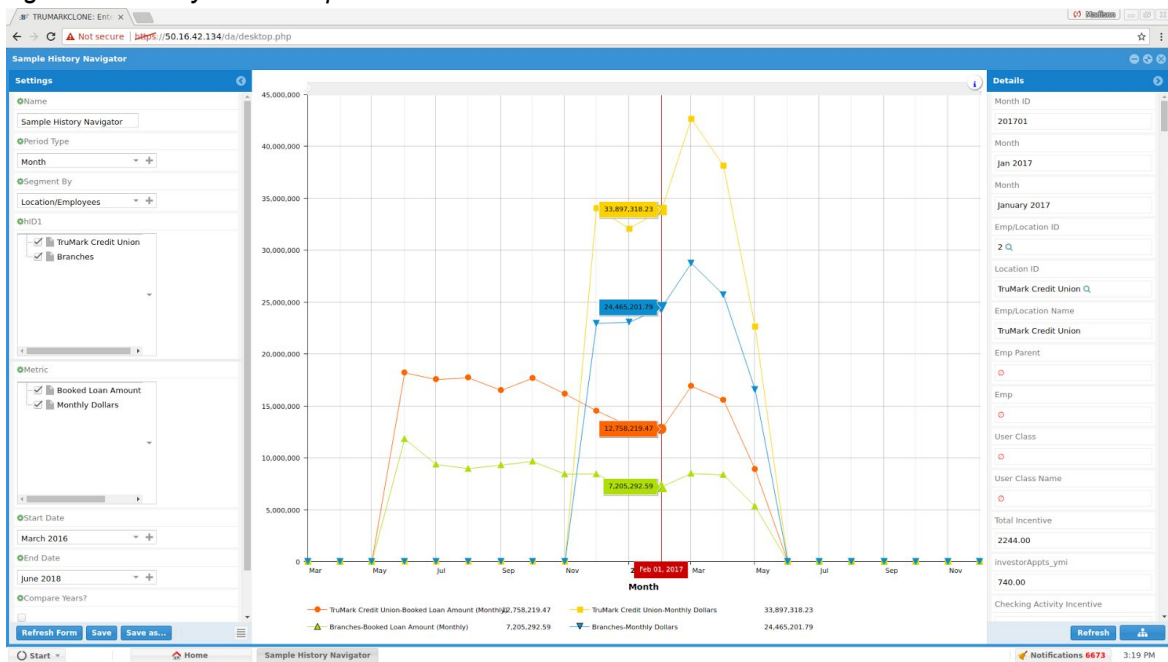 TRUMARKCLONE: Ente ×
Madison
Not secure | https://50.16.42.134/da/desktop.php
Sample History Navigator
Settings
Name
Sample History Navigator
Period Type
Month
Segment By
Location/Employees
hID1
TruMark Credit Union
Branches
Metric
Booked Loan Amount
Monthly Dollars
Start Date
March 2016
End Date
June 2018
Compare Years?
Refresh Form Save Save as...
45,000,000
40,000,000
35,000,000
30,000,000
25,000,000
20,000,000
15,000,000
10,000,000
5,000,000
0
33,897,318.23
24,465,201.79
12,758,219.47
7,205,292.59
Mar May Jul Sep Nov 2 Feb 01, 2017 Mar May Jul Sep Nov
Month
TruMark Credit Union-Booked Loan Amount (Monthly) 12,758,219.47 TruMark Credit Union-Monthly Dollars 33,897,318.23
Branches-Booked Loan Amount (Monthly) 7,205,292.59 Branches-Monthly Dollars 24,465,201.79
Details
Month ID
201701
Month
Jan 2017
Month
January 2017
Emp/Location ID
2
Location ID
TruMark Credit Union
Emp/Location Name
TruMark Credit Union
Emp Parent
Emp
User Class
User Class Name
Total Incentive
2244.00
investorAppts_ymi
740.00
Checking Activity Incentive
Refresh
Start Home Sample History Navigator Notifications 6673 3:19 PM